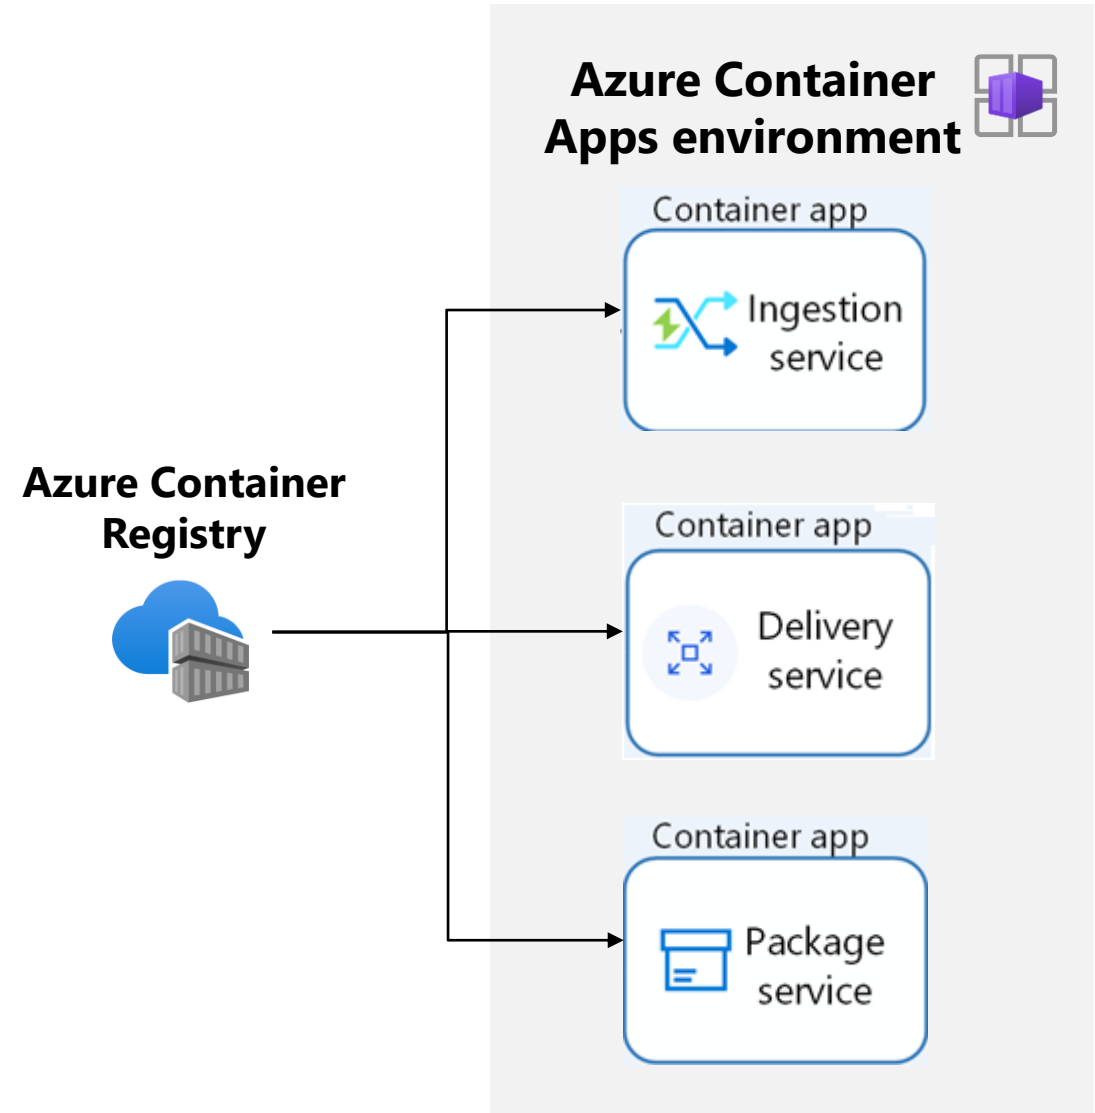 Azure Container
Apps environment
Container app
Ingestion
service
Azure Container
Registry
Container app
Delivery
service
Container app
Package
service